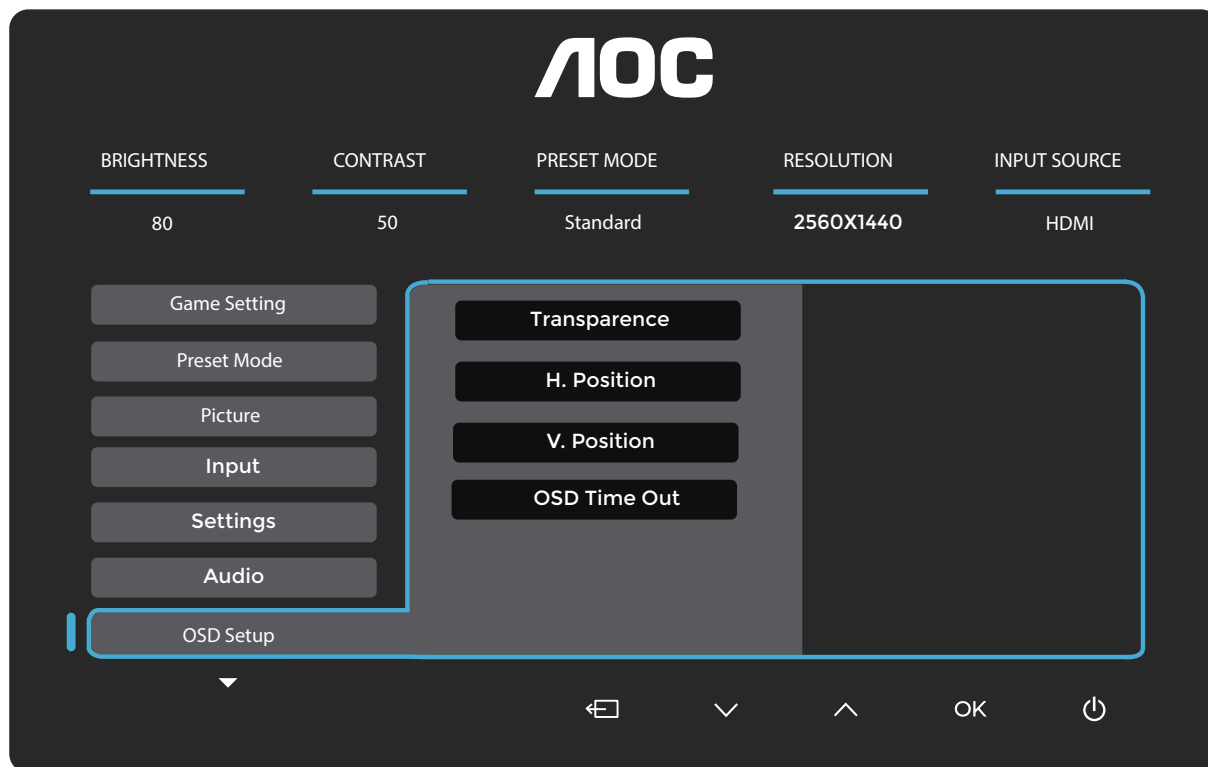 AOC
BRIGHTNESS CONTRAST PRESET MODE RESOLUTION INPUT SOURCE
80 50 Standard 2560X1440 HDMI
Game Setting
Transparence
Preset Mode
H. Position
Picture
V. Position
Input
OSD Time Out
Settings
Audio
OSD Setup
OK